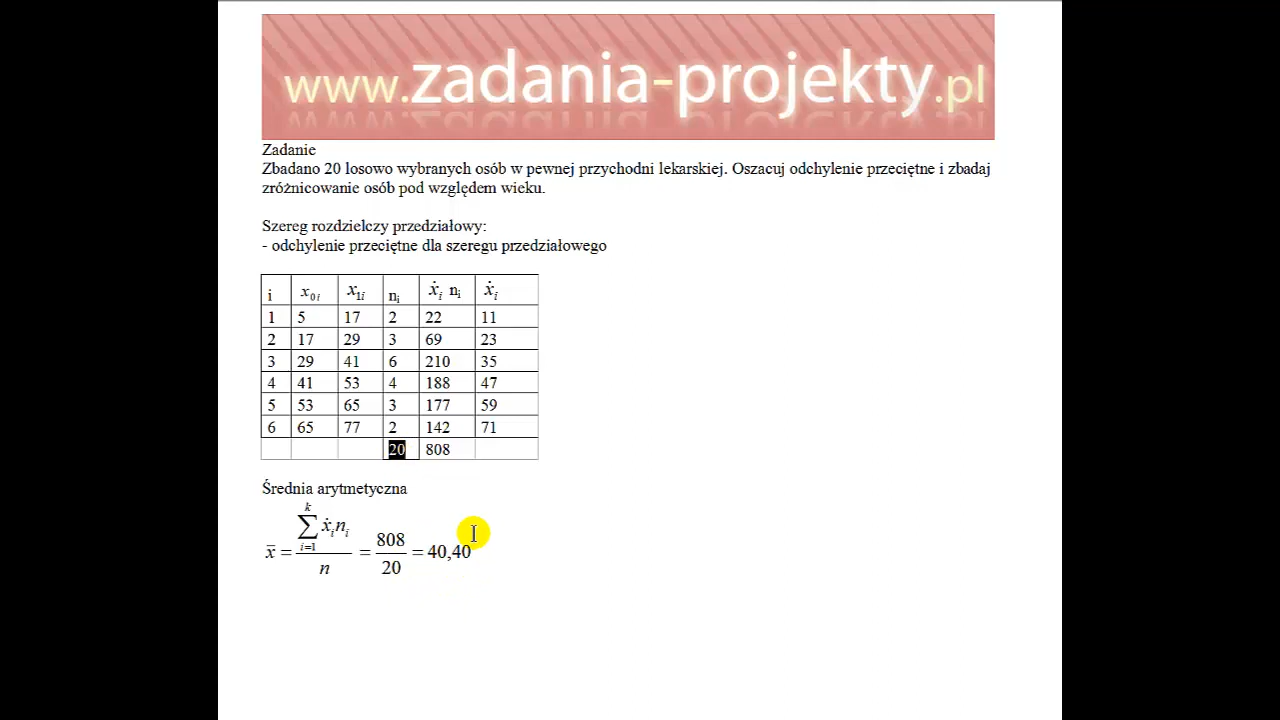 www.zadania-projekty.pl
Zadanie
Zbadano 20 losowo wybranych osób w pewnej przychodni lekarskiej. Oszacuj odchylenie przeciętne i zbadaj
zróżnicowanie osób pod względem wieku.
Szereg rozdzielczy przedziałowy:
- odchylenie przeciętne dla szeregu przedziałowego
i x₀ᵢ x₁ᵢ nᵢ ẋᵢ nᵢ ẋᵢ
1 5 17 2 22 11
2 17 29 3 69 23
3 29 41 6 210 35
4 41 53 4 188 47
5 53 65 3 177 59
6 65 77 2 142 71
20 808
Średnia arytmetyczna
x̄ = (∑_{i=1}^{k} ẋᵢnᵢ) / n = 808 / 20 = 40,40